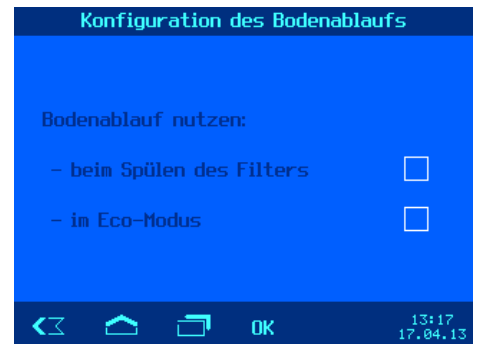 Konfiguration des Bodenablaufs
Bodenablauf nutzen:
- beim Spülen des Filters
- im Eco-Modus
OK
13:17
17.04.13